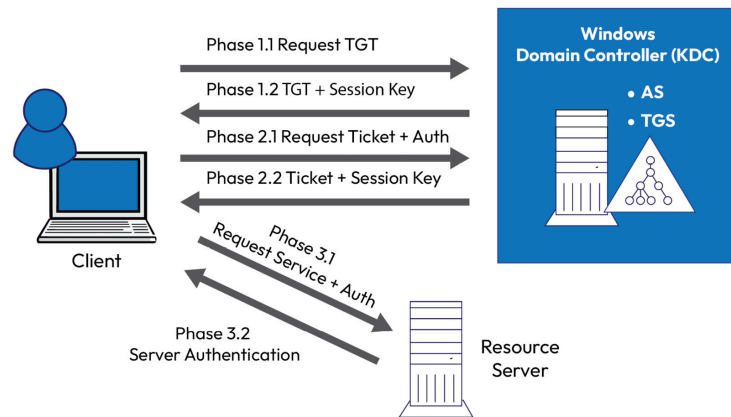 Phase 1.1 Request TGT
Phase 1.2 TGT + Session Key
Phase 2.1 Request Ticket + Auth
Phase 2.2 Ticket + Session Key
Windows
Domain Controller (KDC)
• AS
• TGS
Client
Phase 3.1
Request Service + Auth
Phase 3.2
Server Authentication
Resource
Server